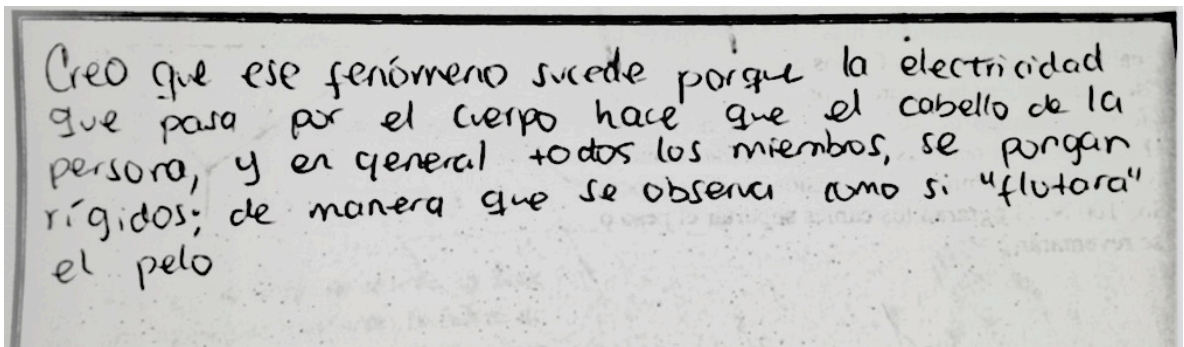 Creo que ese fenómeno sucede porque la electricidad
que pasa por el cuerpo hace que el cabello de la
persona, y en general todos los miembros, se pongan
rígidos; de manera que se observa como si "flotara"
el pelo